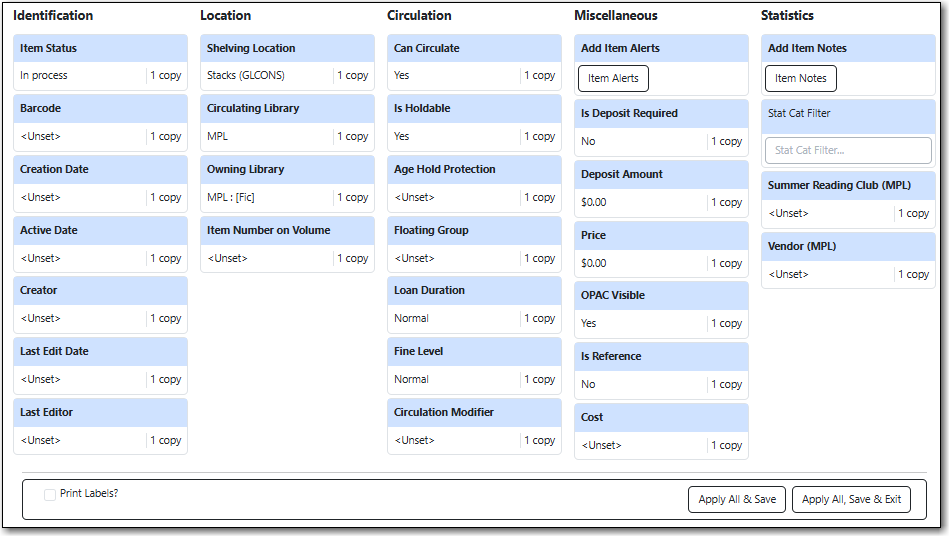 Identification
Item Status
In process 1 copy
Barcode
<Unset> 1 copy
Creation Date
<Unset> 1 copy
Active Date
<Unset> 1 copy
Creator
<Unset> 1 copy
Last Edit Date
<Unset> 1 copy
Last Editor
<Unset> 1 copy
Location
Shelving Location
Stacks (GLCONS) 1 copy
Circulating Library
MPL 1 copy
Owning Library
MPL : [Fic] 1 copy
Item Number on Volume
<Unset> 1 copy
Circulation
Can Circulate
Yes 1 copy
Is Holdable
Yes 1 copy
Age Hold Protection
<Unset> 1 copy
Floating Group
<Unset> 1 copy
Loan Duration
Normal 1 copy
Fine Level
Normal 1 copy
Circulation Modifier
<Unset> 1 copy
Miscellaneous
Add Item Alerts
Item Alerts
Is Deposit Required
No 1 copy
Deposit Amount
$0.00 1 copy
Price
$0.00 1 copy
OPAC Visible
Yes 1 copy
Is Reference
No 1 copy
Cost
<Unset> 1 copy
Statistics
Add Item Notes
Item Notes
Stat Cat Filter
Stat Cat Filter...
Summer Reading Club (MPL)
<Unset> 1 copy
Vendor (MPL)
<Unset> 1 copy
Print Labels?
Apply All & Save
Apply All, Save & Exit